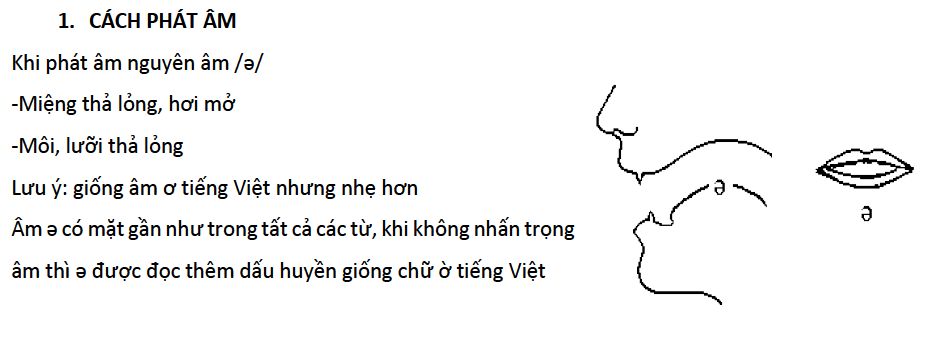 1. CÁCH PHÁT ÂM
Khi phát âm nguyên âm /ə/
-Miệng thả lỏng, hơi mở
-Môi, lưỡi thả lỏng
Lưu ý: giống âm ơ tiếng Việt nhưng nhẹ hơn
Âm ə có mặt gần như trong tất cả các từ, khi không nhấn trọng
âm thì ə được đọc thêm dấu huyền giống chữ ờ tiếng Việt
ə
ə